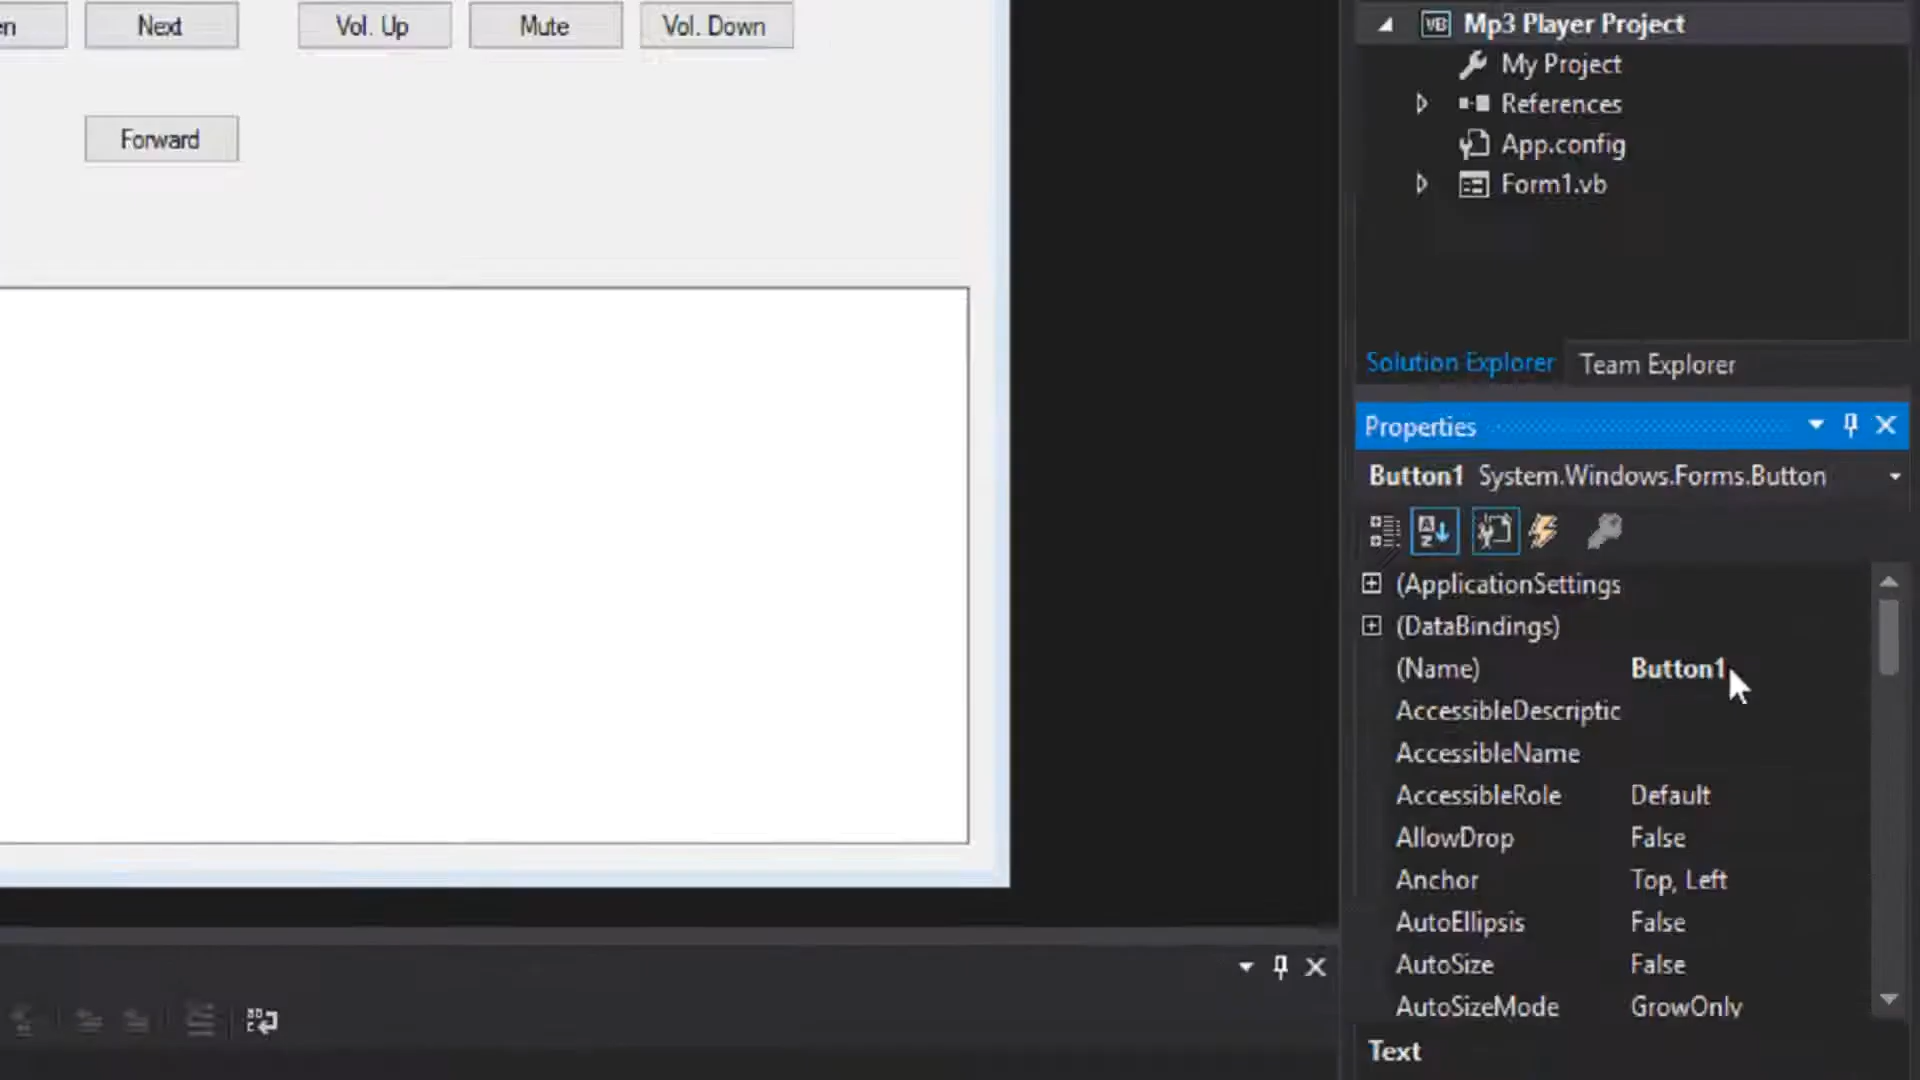 en
Next
Vol. Up
Mute
Vol. Down
Forward
VB Mp3 Player Project
My Project
References
App.config
Form1.vb
Solution Explorer
Team Explorer
Properties
Button1 System.Windows.Forms.Button
(ApplicationSettings
(DataBindings)
(Name) Button1
AccessibleDescriptic
AccessibleName
AccessibleRole Default
AllowDrop False
Anchor Top, Left
AutoEllipsis False
AutoSize False
AutoSizeMode GrowOnly
Text